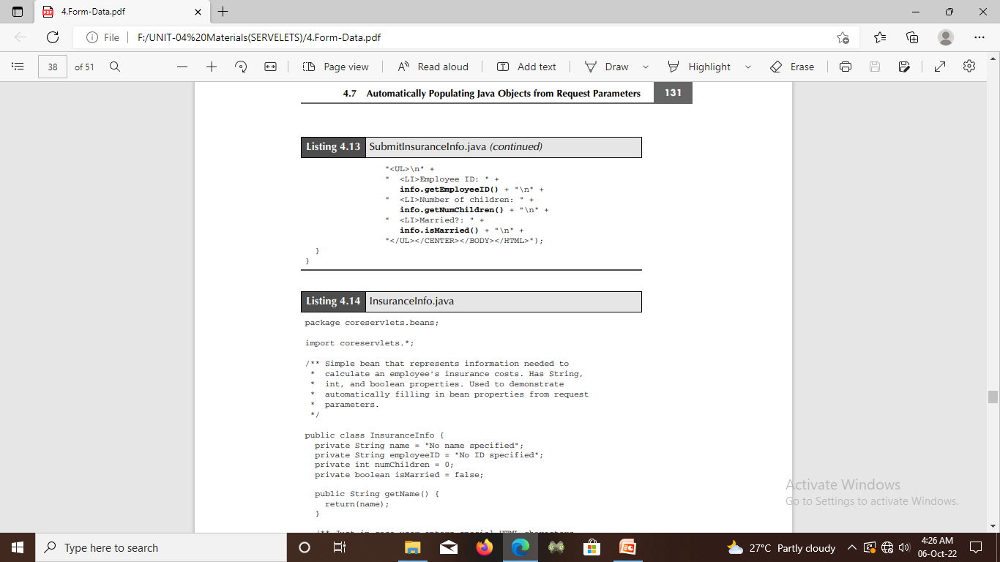 4.Form-Data.pdf
File F:/UNIT-04%20Materials(SERVELETS)/4.Form-Data.pdf
38 of 51 Page view Read aloud Add text Draw Highlight Erase
4.7 Automatically Populating Java Objects from Request Parameters 131
Listing 4.13 SubmitInsuranceInfo.java (continued)
"<UL>\n" +
" <LI>Employee ID: " +
info.getEmployeeID() + "\n" +
" <LI>Number of children: " +
info.getNumChildren() + "\n" +
" <LI>Married?: " +
info.isMarried() + "\n" +
"</UL></CENTER></BODY></HTML>");
}
}
Listing 4.14 InsuranceInfo.java
package coreservlets.beans;
import coreservlets.*;
/** Simple bean that represents information needed to
* calculate an employee's insurance costs. Has String,
* int, and boolean properties. Used to demonstrate
* automatically filling in bean properties from request
* parameters.
*/
public class InsuranceInfo {
private String name = "No name specified";
private String employeeID = "No ID specified";
private int numChildren = 0;
private boolean isMarried = false;
public String getName() {
return(name);
}
Activate Windows
Go to Settings to activate Windows.
Type here to search
27°C Partly cloudy
4:26 AM
06-Oct-22